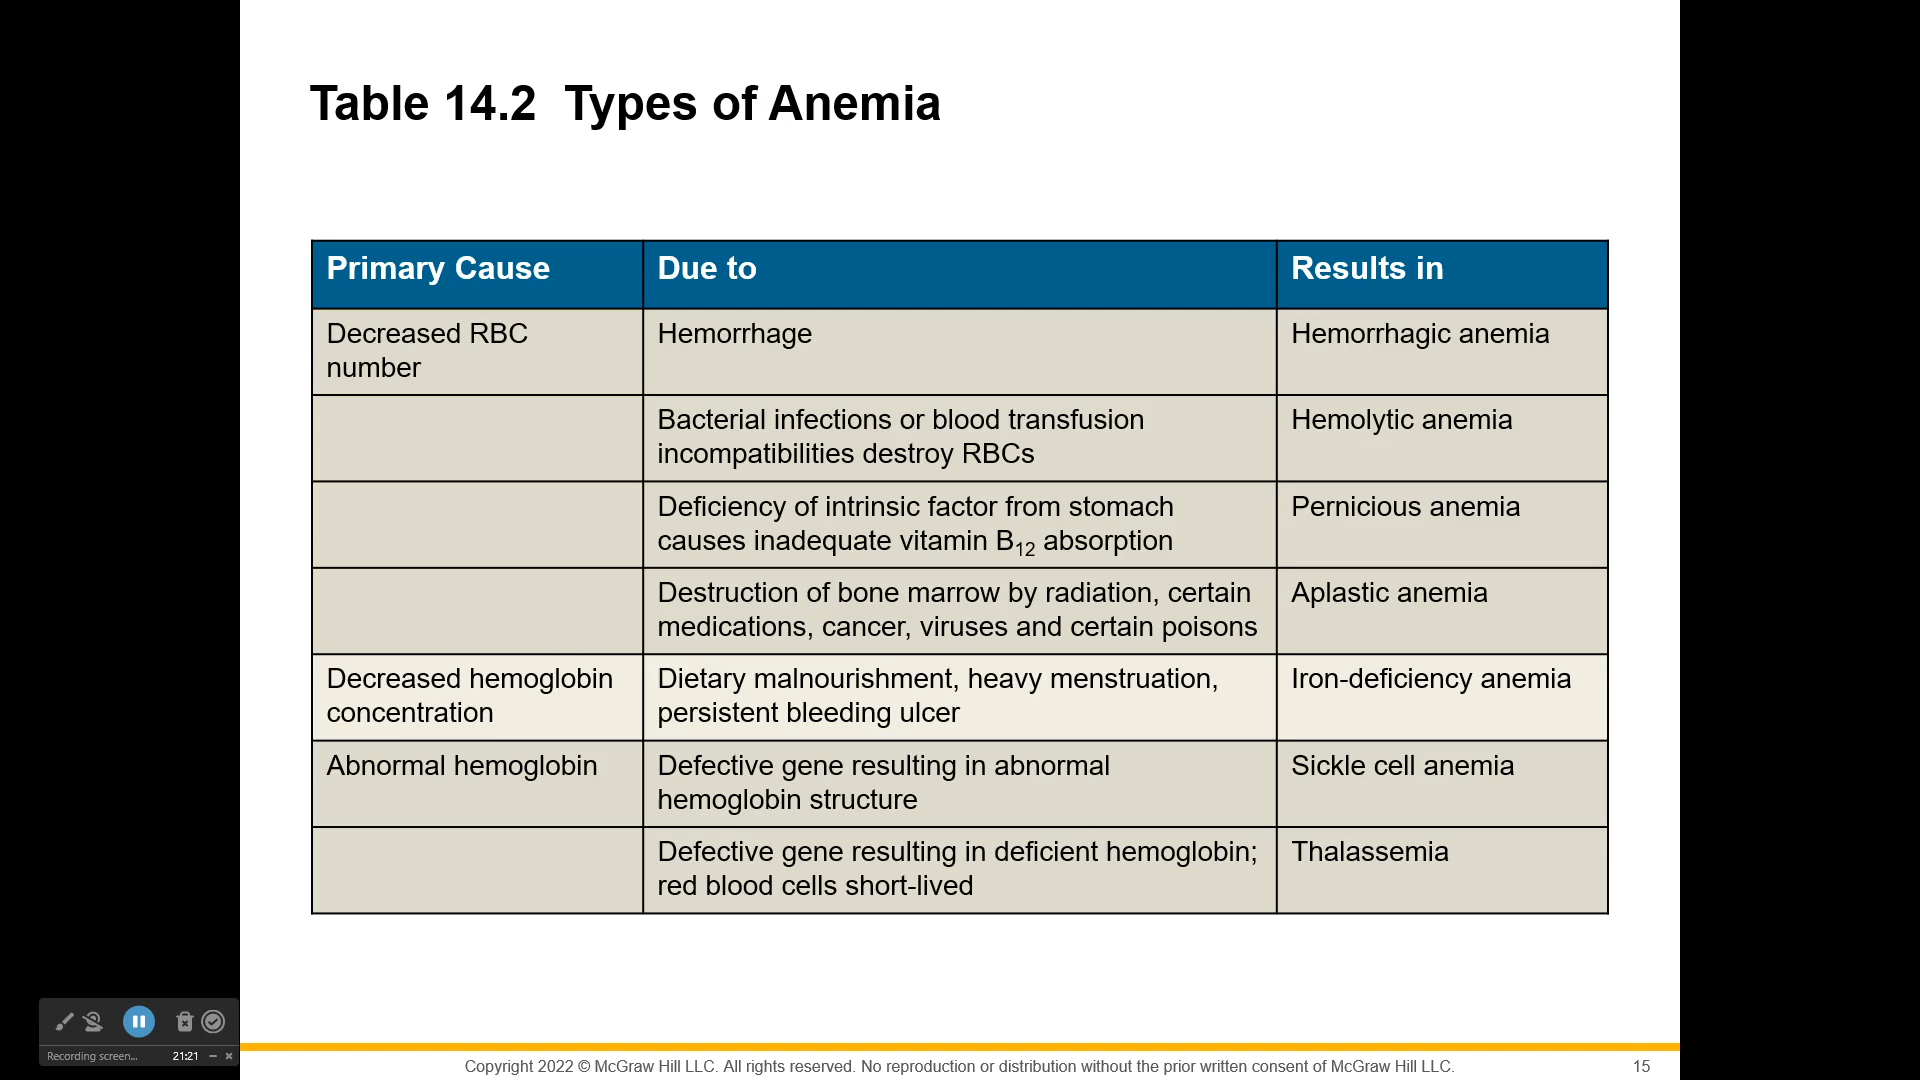 Table 14.2 Types of Anemia
Primary Cause Due to Results in
Decreased RBC number Hemorrhage Hemorrhagic anemia
Bacterial infections or blood transfusion incompatibilities destroy RBCs Hemolytic anemia
Deficiency of intrinsic factor from stomach causes inadequate vitamin B12 absorption Pernicious anemia
Destruction of bone marrow by radiation, certain medications, cancer, viruses and certain poisons Aplastic anemia
Decreased hemoglobin concentration Dietary malnourishment, heavy menstruation, persistent bleeding ulcer Iron-deficiency anemia
Abnormal hemoglobin Defective gene resulting in abnormal hemoglobin structure Sickle cell anemia
Defective gene resulting in deficient hemoglobin; red blood cells short-lived Thalassemia
Recording screen... 21:21
Copyright 2022 © McGraw Hill LLC. All rights reserved. No reproduction or distribution without the prior written consent of McGraw Hill LLC. 15